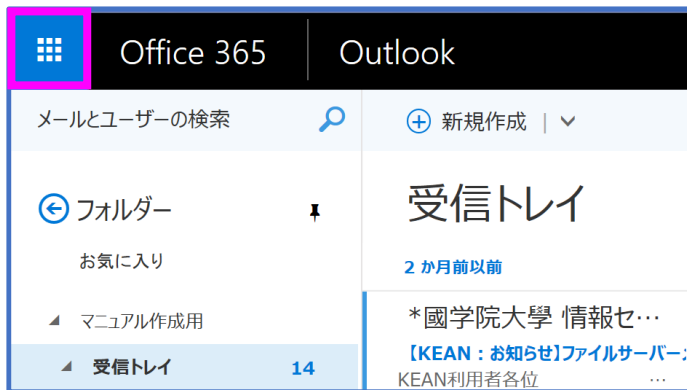 Office 365 Outlook
メールとユーザーの検索
新規作成
フォルダー
受信トレイ
お気に入り
2 か月前以前
マニュアル作成用
*國学院大學 情報セ…
受信トレイ 14
【KEAN：お知らせ】ファイルサーバー
KEAN利用者各位 …